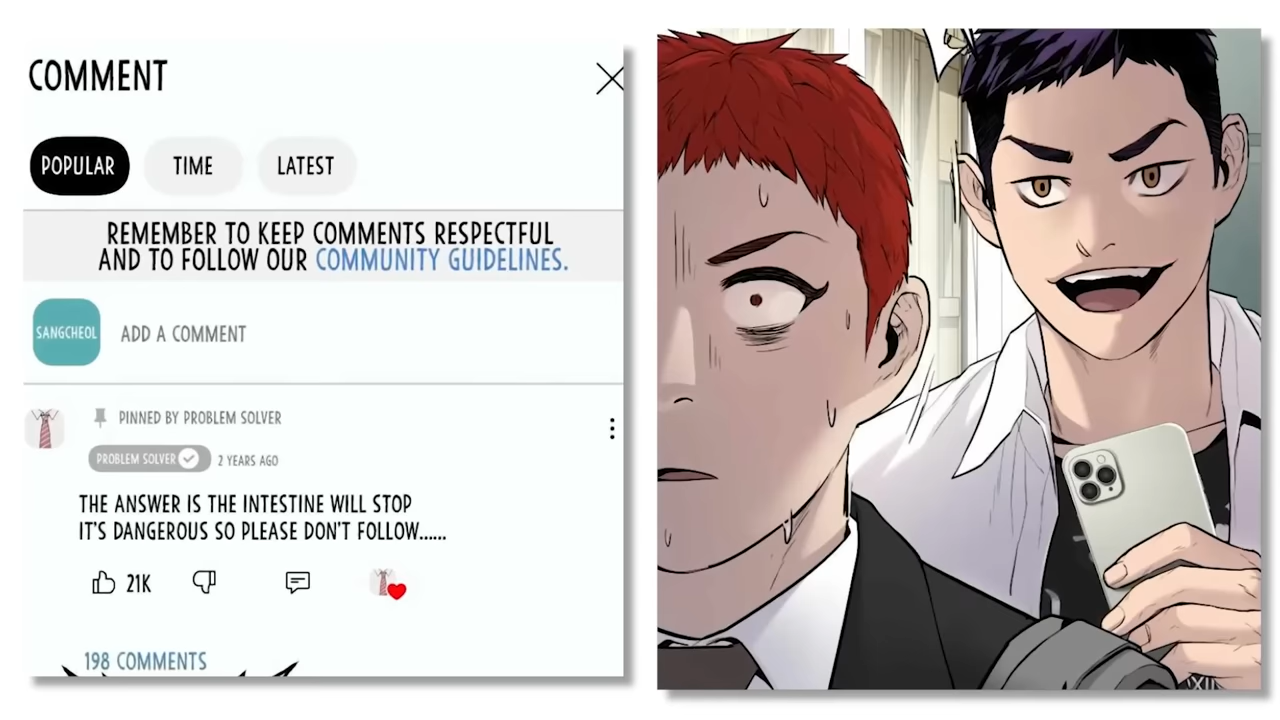 COMMENT
POPULAR
TIME
LATEST
REMEMBER TO KEEP COMMENTS RESPECTFUL
AND TO FOLLOW OUR COMMUNITY GUIDELINES.
SANGCHEOL
ADD A COMMENT
PINNED BY PROBLEM SOLVER
PROBLEM SOLVER
2 YEARS AGO
THE ANSWER IS THE INTESTINE WILL STOP
IT'S DANGEROUS SO PLEASE DON'T FOLLOW......
21K
198 COMMENTS